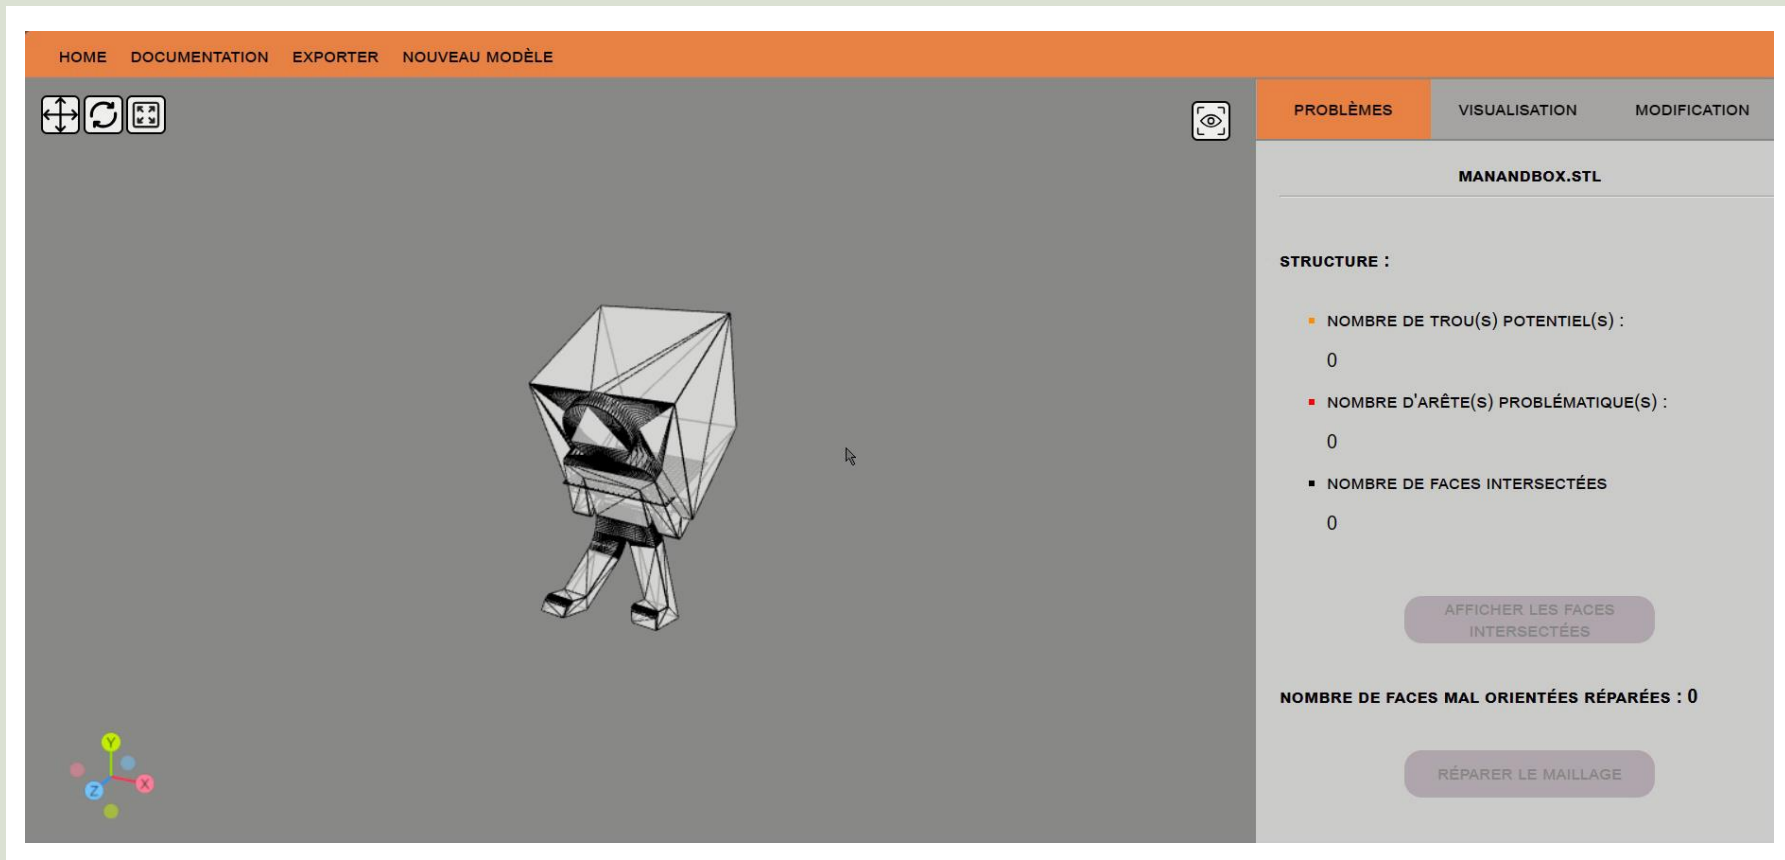 HOME DOCUMENTATION EXPORTER NOUVEAU MODÈLE
PROBLÈMES VISUALISATION MODIFICATION
MANANDBOX.STL
STRUCTURE :
NOMBRE DE TROU(S) POTENTIEL(S) :
0
NOMBRE D'ARÊTE(S) PROBLÉMATIQUE(S) :
0
NOMBRE DE FACES INTERSECTÉES
0
AFFICHER LES FACES
INTERSECTÉES
NOMBRE DE FACES MAL ORIENTÉES RÉPARÉES : 0
RÉPARER LE MAILLAGE
Y
X
Z